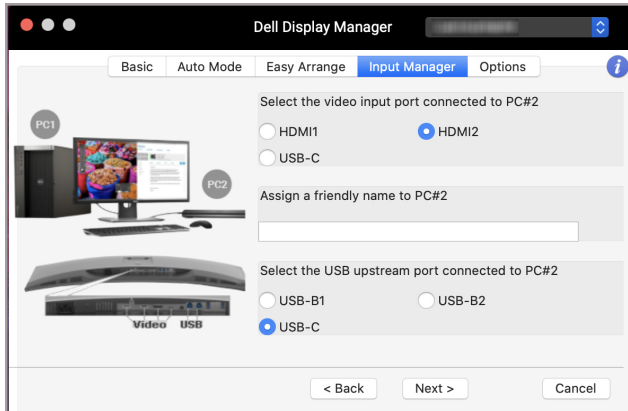 Dell Display Manager
Basic Auto Mode Easy Arrange Input Manager Options i
Select the video input port connected to PC#2
HDMI1 HDMI2
USB-C
Assign a friendly name to PC#2
Select the USB upstream port connected to PC#2
USB-B1 USB-B2
USB-C
PC1
PC2
Video USB
< Back Next > Cancel